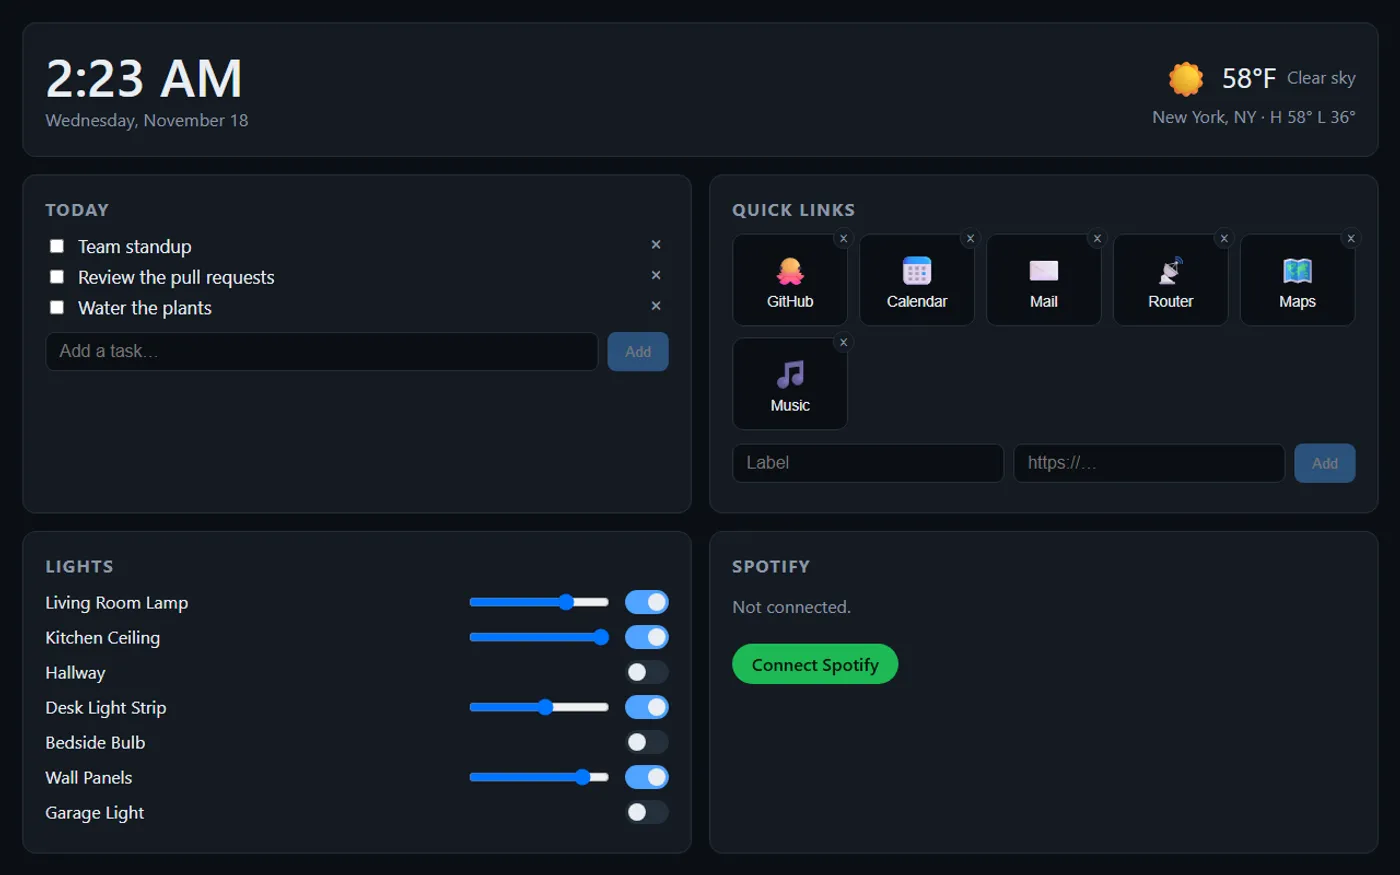 2:23 AM
Wednesday, November 18
58°F Clear sky
New York, NY · H 58° L 36°
TODAY
Team standup ×
Review the pull requests ×
Water the plants ×
Add a task… Add
QUICK LINKS
× × × × ×
GitHub Calendar Mail Router Maps
×
Music
Label https://… Add
LIGHTS
Living Room Lamp
Kitchen Ceiling
Hallway
Desk Light Strip
Bedside Bulb
Wall Panels
Garage Light
SPOTIFY
Not connected.
Connect Spotify